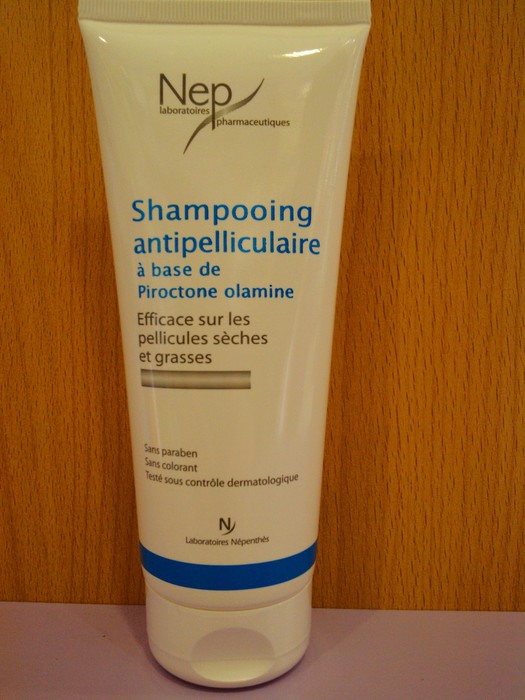 Nep
laboratoires
pharmaceutiques
Shampooing
antipelliculaire
à base de
Piroctone olamine
Efficace sur les
pellicules sèches
et grasses
Sans paraben
Sans colorant
Testé sous contrôle dermatologique
N
Laboratoires Népenthès